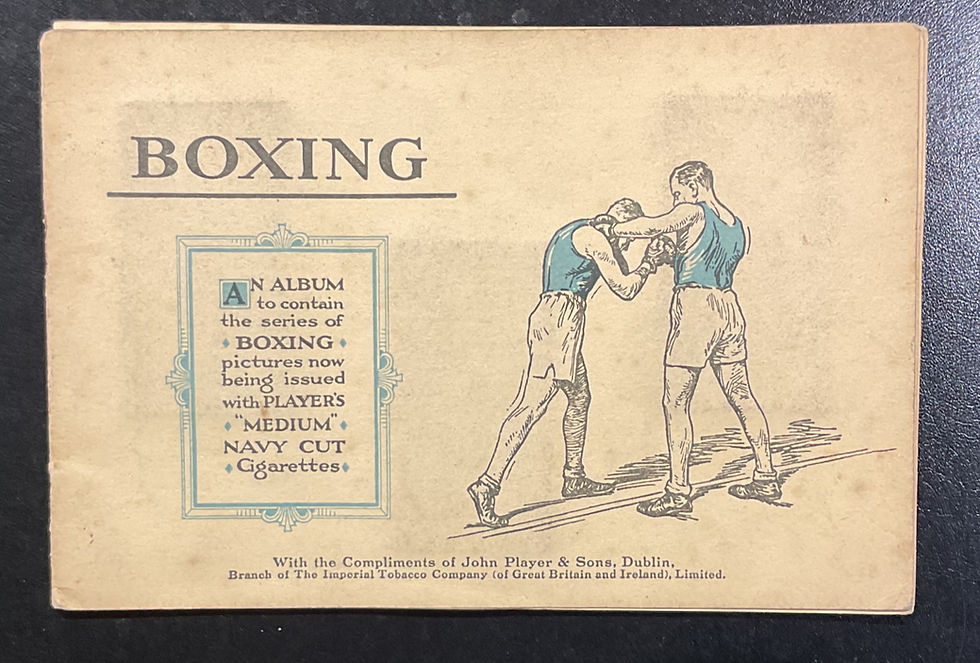 BOXING
AN ALBUM
to contain
the series of
BOXING
pictures now
being issued
with PLAYER'S
"MEDIUM"
NAVY CUT
Cigarettes
With the Compliments of John Player & Sons, Dublin,
Branch of The Imperial Tobacco Company (of Great Britain and Ireland), Limited.